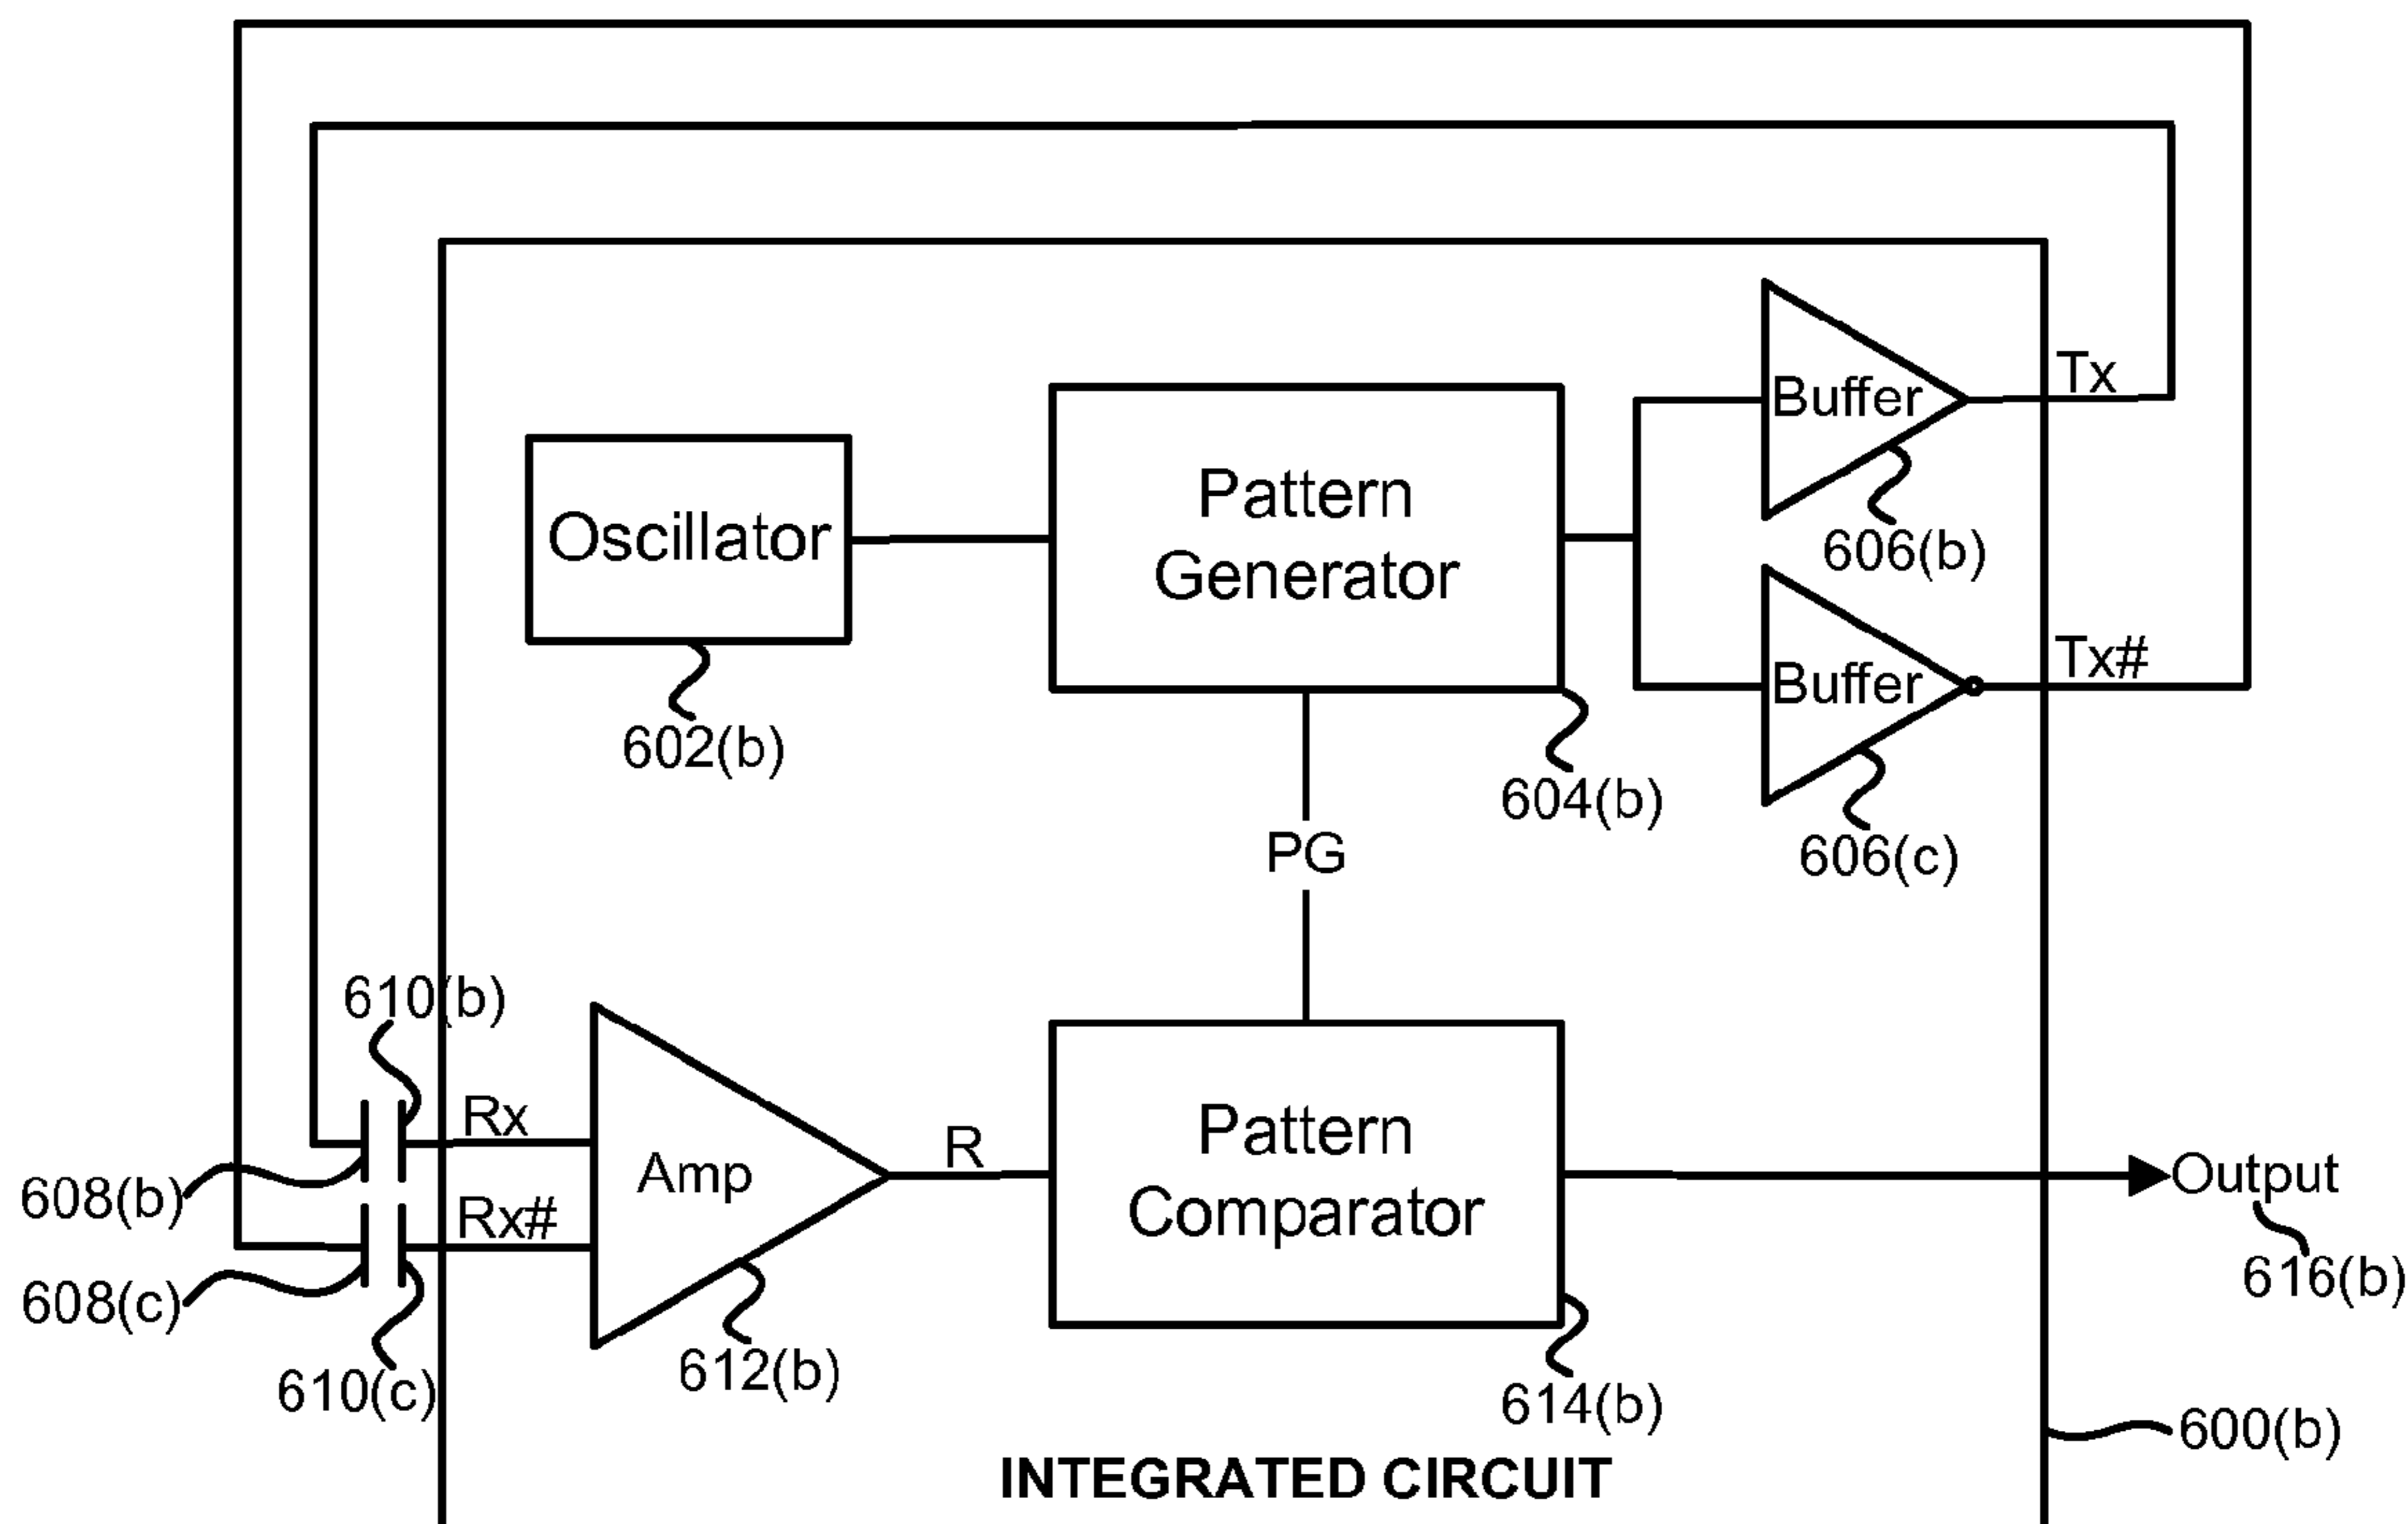 Tx
Buffer
606(b)
Pattern
Generator
Oscillator
602(b)
604(b)
Tx#
Buffer
606(c)
PG
610(b)
Rx
Rx#
608(b)
608(c)
610(c)
Amp
612(b)
R
Pattern
Comparator
614(b)
Output
616(b)
600(b)
INTEGRATED CIRCUIT